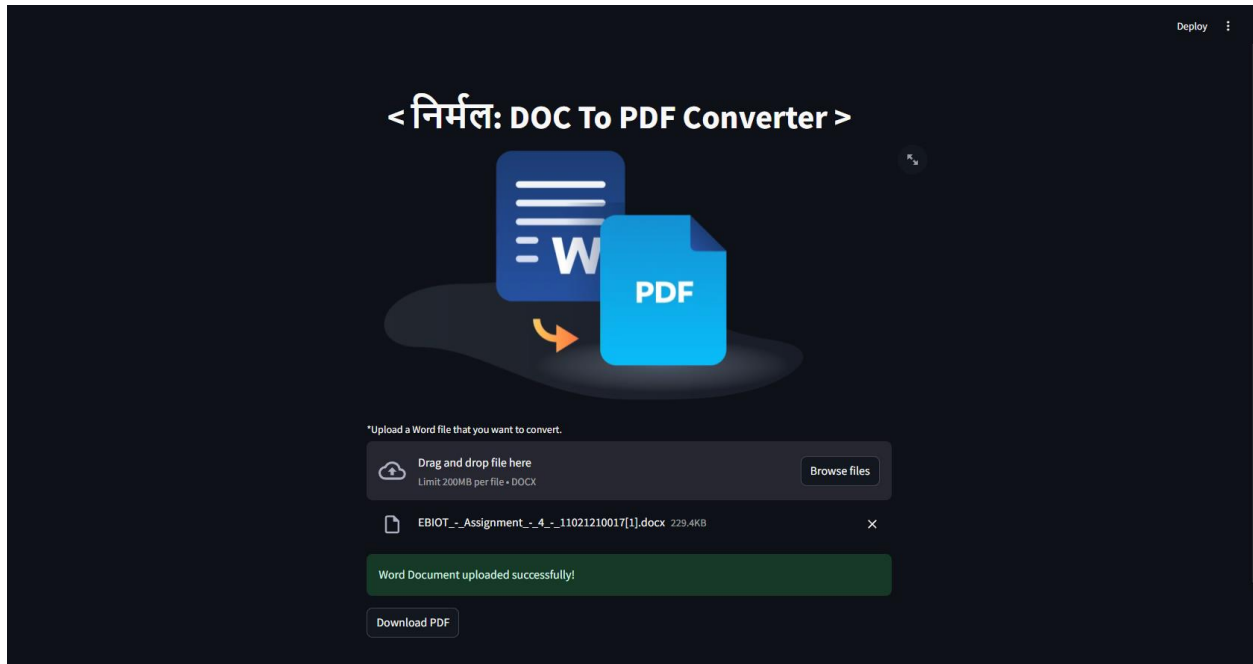 Deploy
< निर्मल: DOC To PDF Converter >
W
PDF
*Upload a Word file that you want to convert.
Drag and drop file here
Limit 200MB per file • DOCX
Browse files
EBIOT_-_Assignment_-_4_-_11021210017[1].docx 229.4KB
Word Document uploaded successfully!
Download PDF